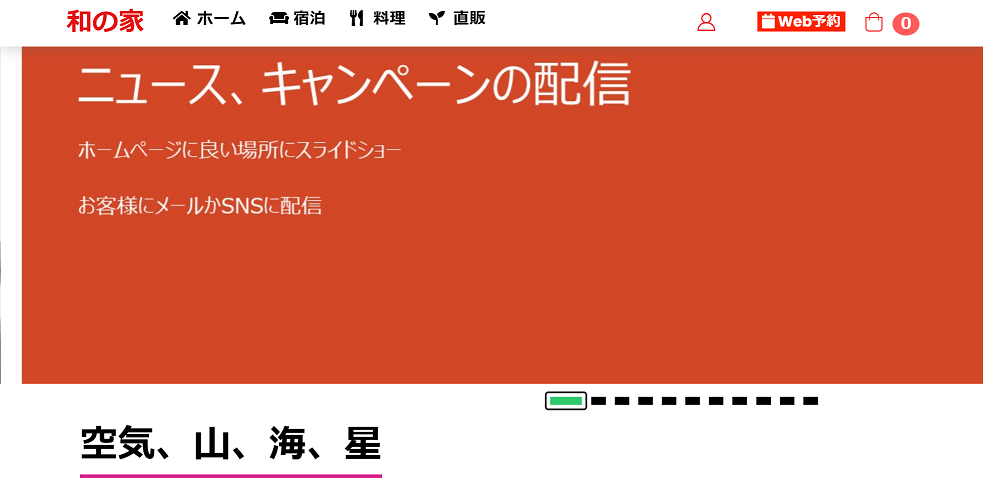 和の家 ホーム 宿泊 料理 直販 Web予約 0
ニュース、キャンペーンの配信
ホームページに良い場所にスライドショー
お客様にメールかSNSに配信
空気、山、海、星